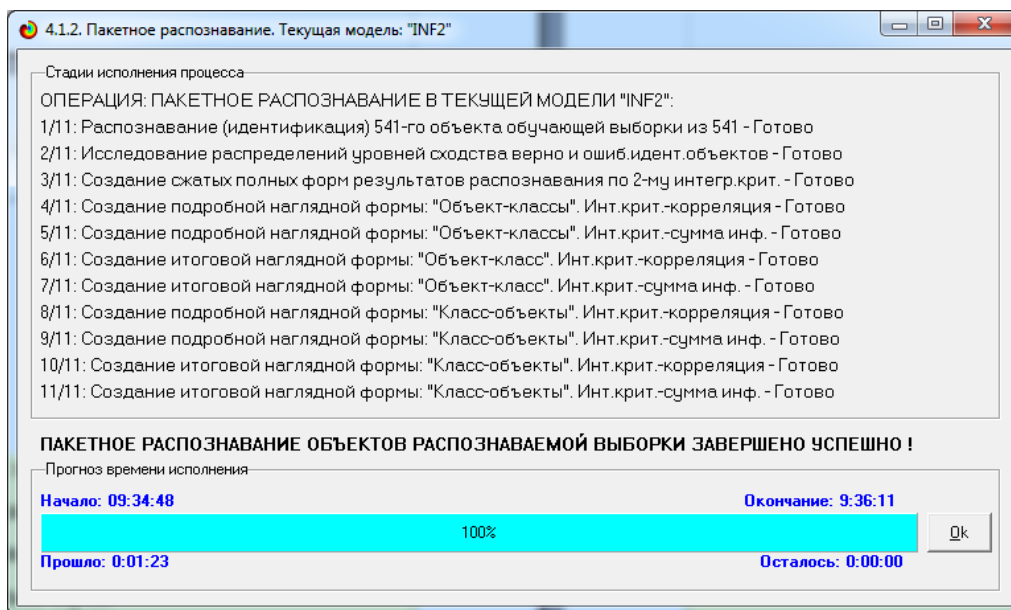 4.1.2. Пакетное распознавание. Текущая модель: "INF2"
Стадии исполнения процесса
ОПЕРАЦИЯ: ПАКЕТНОЕ РАСПОЗНАВАНИЕ В ТЕКУЩЕЙ МОДЕЛИ "INF2":
1/11: Распознавание (идентификация) 541-го объекта обучающей выборки из 541 - Готово
2/11: Исследование распределений уровней сходства верно и ошиб.идент.объектов - Готово
3/11: Создание сжатых полных форм результатов распознавания по 2-му интегр.крит. - Готово
4/11: Создание подробной наглядной формы: "Объект-классы". Инт.крит.-корреляция - Готово
5/11: Создание подробной наглядной формы: "Объект-классы". Инт.крит.-сумма инф. - Готово
6/11: Создание итоговой наглядной формы: "Объект-класс". Инт.крит.-корреляция - Готово
7/11: Создание итоговой наглядной формы: "Объект-класс". Инт.крит.-сумма инф. - Готово
8/11: Создание подробной наглядной формы: "Класс-объекты". Инт.крит.-корреляция - Готово
9/11: Создание подробной наглядной формы: "Класс-объекты". Инт.крит.-сумма инф. - Готово
10/11: Создание итоговой наглядной формы: "Класс-объекты". Инт.крит.-корреляция - Готово
11/11: Создание итоговой наглядной формы: "Класс-объекты". Инт.крит.-сумма инф. - Готово
ПАКЕТНОЕ РАСПОЗНАВАНИЕ ОБЪЕКТОВ РАСПОЗНАВАЕМОЙ ВЫБОРКИ ЗАВЕРШЕНО УСПЕШНО !
Прогноз времени исполнения
Начало: 09:34:48 Окончание: 9:36:11
100% Ok
Прошло: 0:01:23 Осталось: 0:00:00